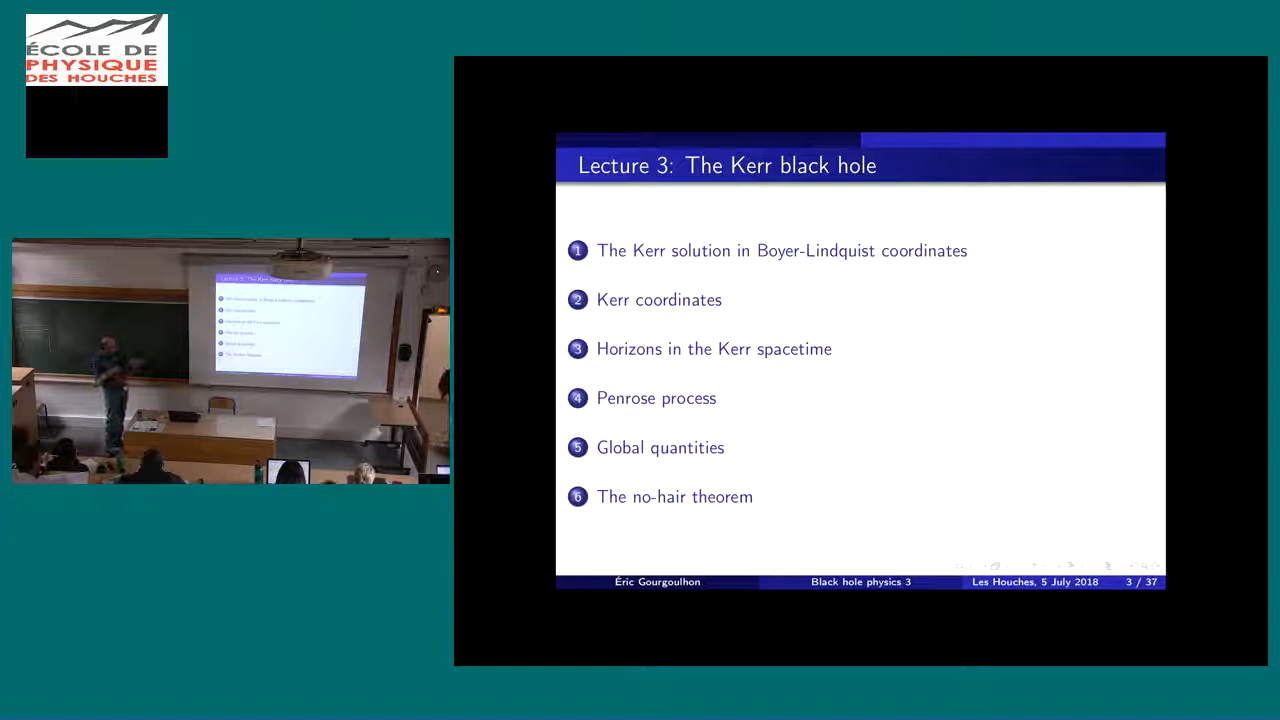 ÉCOLE DE
PHYSIQUE
DES HOUCHES
Lecture 3: The Kerr black hole
1 The Kerr solution in Boyer-Lindquist coordinates
2 Kerr coordinates
3 Horizons in the Kerr spacetime
4 Penrose process
5 Global quantities
6 The no-hair theorem
Éric Gourgoulhon Black hole physics 3 Les Houches, 5 July 2018 3 / 37